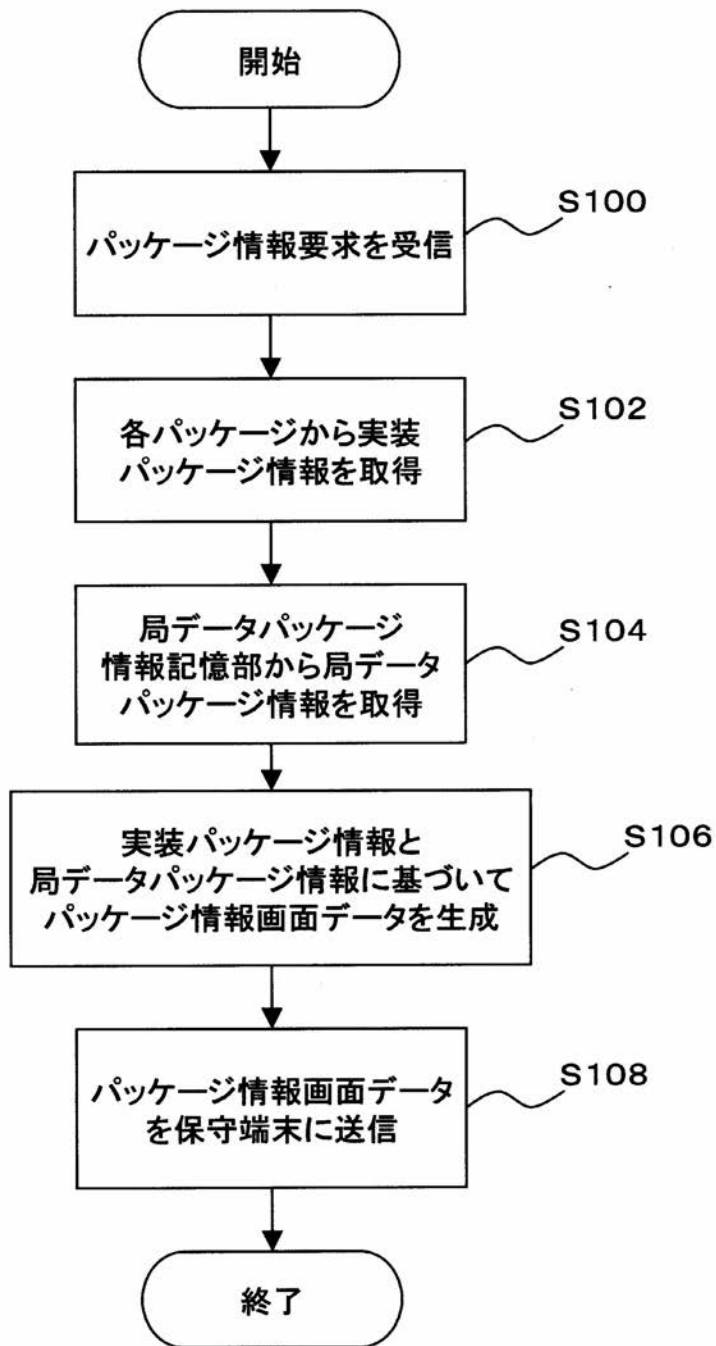 開始
パッケージ情報要求を受信
S100
各パッケージから実装
パッケージ情報を取得
S102
局データパッケージ
情報記憶部から局データ
パッケージ情報を取得
S104
実装パッケージ情報と
局データパッケージ情報に基づいて
パッケージ情報画面データを生成
S106
パッケージ情報画面データ
を保守端末に送信
S108
終了